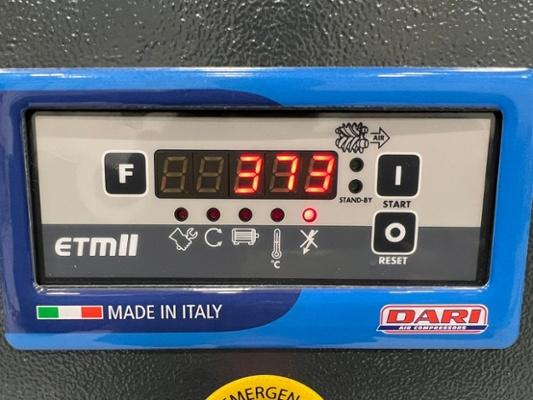 AIR
F
373
I
STAND-BY
START
ETMII
°C
RESET
MADE IN ITALY
DARI
AIR COMPRESSORS
EMERGEN